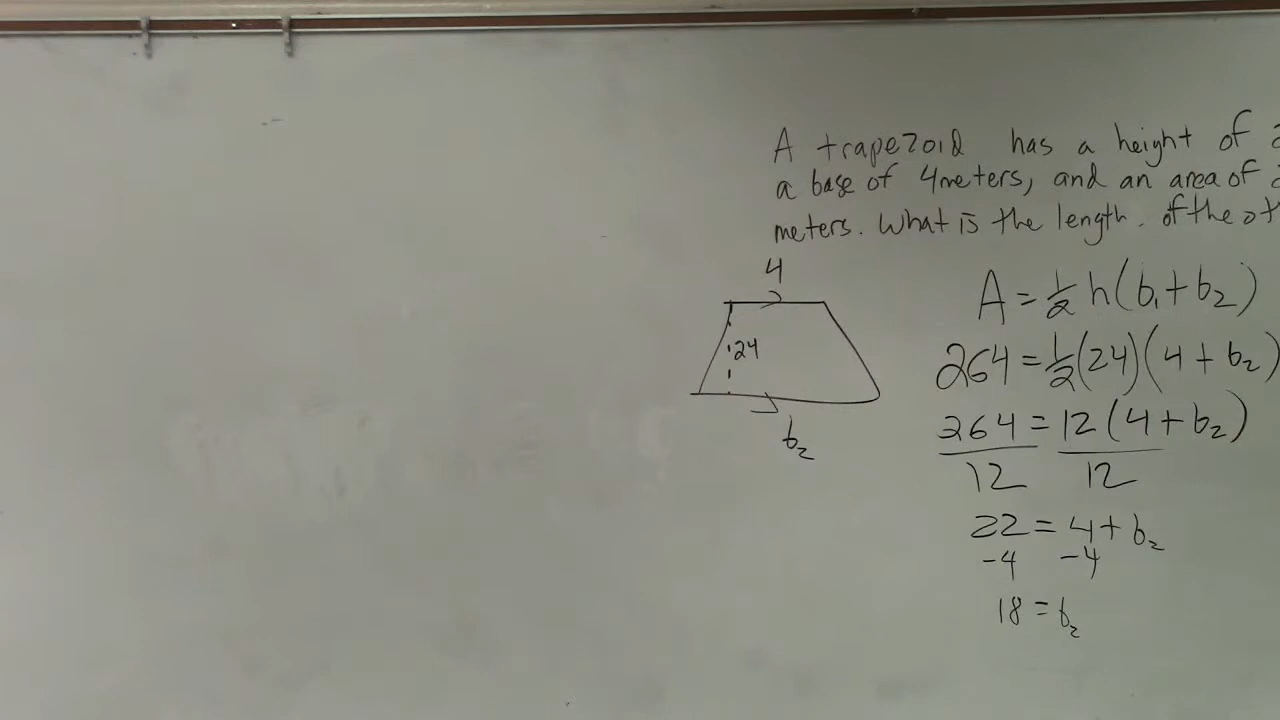 A trapezoid has a height of
a base of 4 meters, and an area of
meters. What is the length. of the
4
24
b₂
A = ½ h(b₁ + b₂)
264 = ½(24)(4 + b₂)
264 = 12(4 + b₂)
12 12
22 = 4 + b₂
-4 -4
18 = b₂